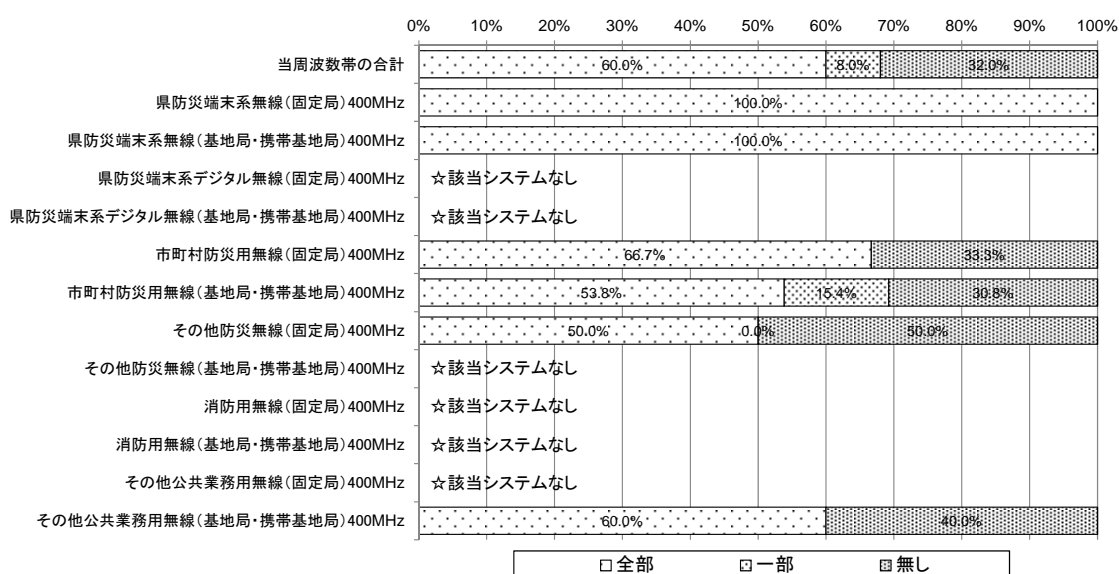 0% 10% 20% 30% 40% 50% 60% 70% 80% 90% 100%
当周波数帯の合計 60.0% 8.0% 32.0%
県防災端末系無線(固定局)400MHz 100.0%
県防災端末系無線(基地局・携帯基地局)400MHz 100.0%
県防災端末系デジタル無線(固定局)400MHz ☆該当システムなし
県防災端末系デジタル無線(基地局・携帯基地局)400MHz ☆該当システムなし
市町村防災用無線(固定局)400MHz 66.7% 33.3%
市町村防災用無線(基地局・携帯基地局)400MHz 53.8% 15.4% 30.8%
その他防災無線(固定局)400MHz 50.0% 0.0% 50.0%
その他防災無線(基地局・携帯基地局)400MHz ☆該当システムなし
消防用無線(固定局)400MHz ☆該当システムなし
消防用無線(基地局・携帯基地局)400MHz ☆該当システムなし
その他公共業務用無線(固定局)400MHz ☆該当システムなし
その他公共業務用無線(基地局・携帯基地局)400MHz 60.0% 40.0%
全部 一部 無し